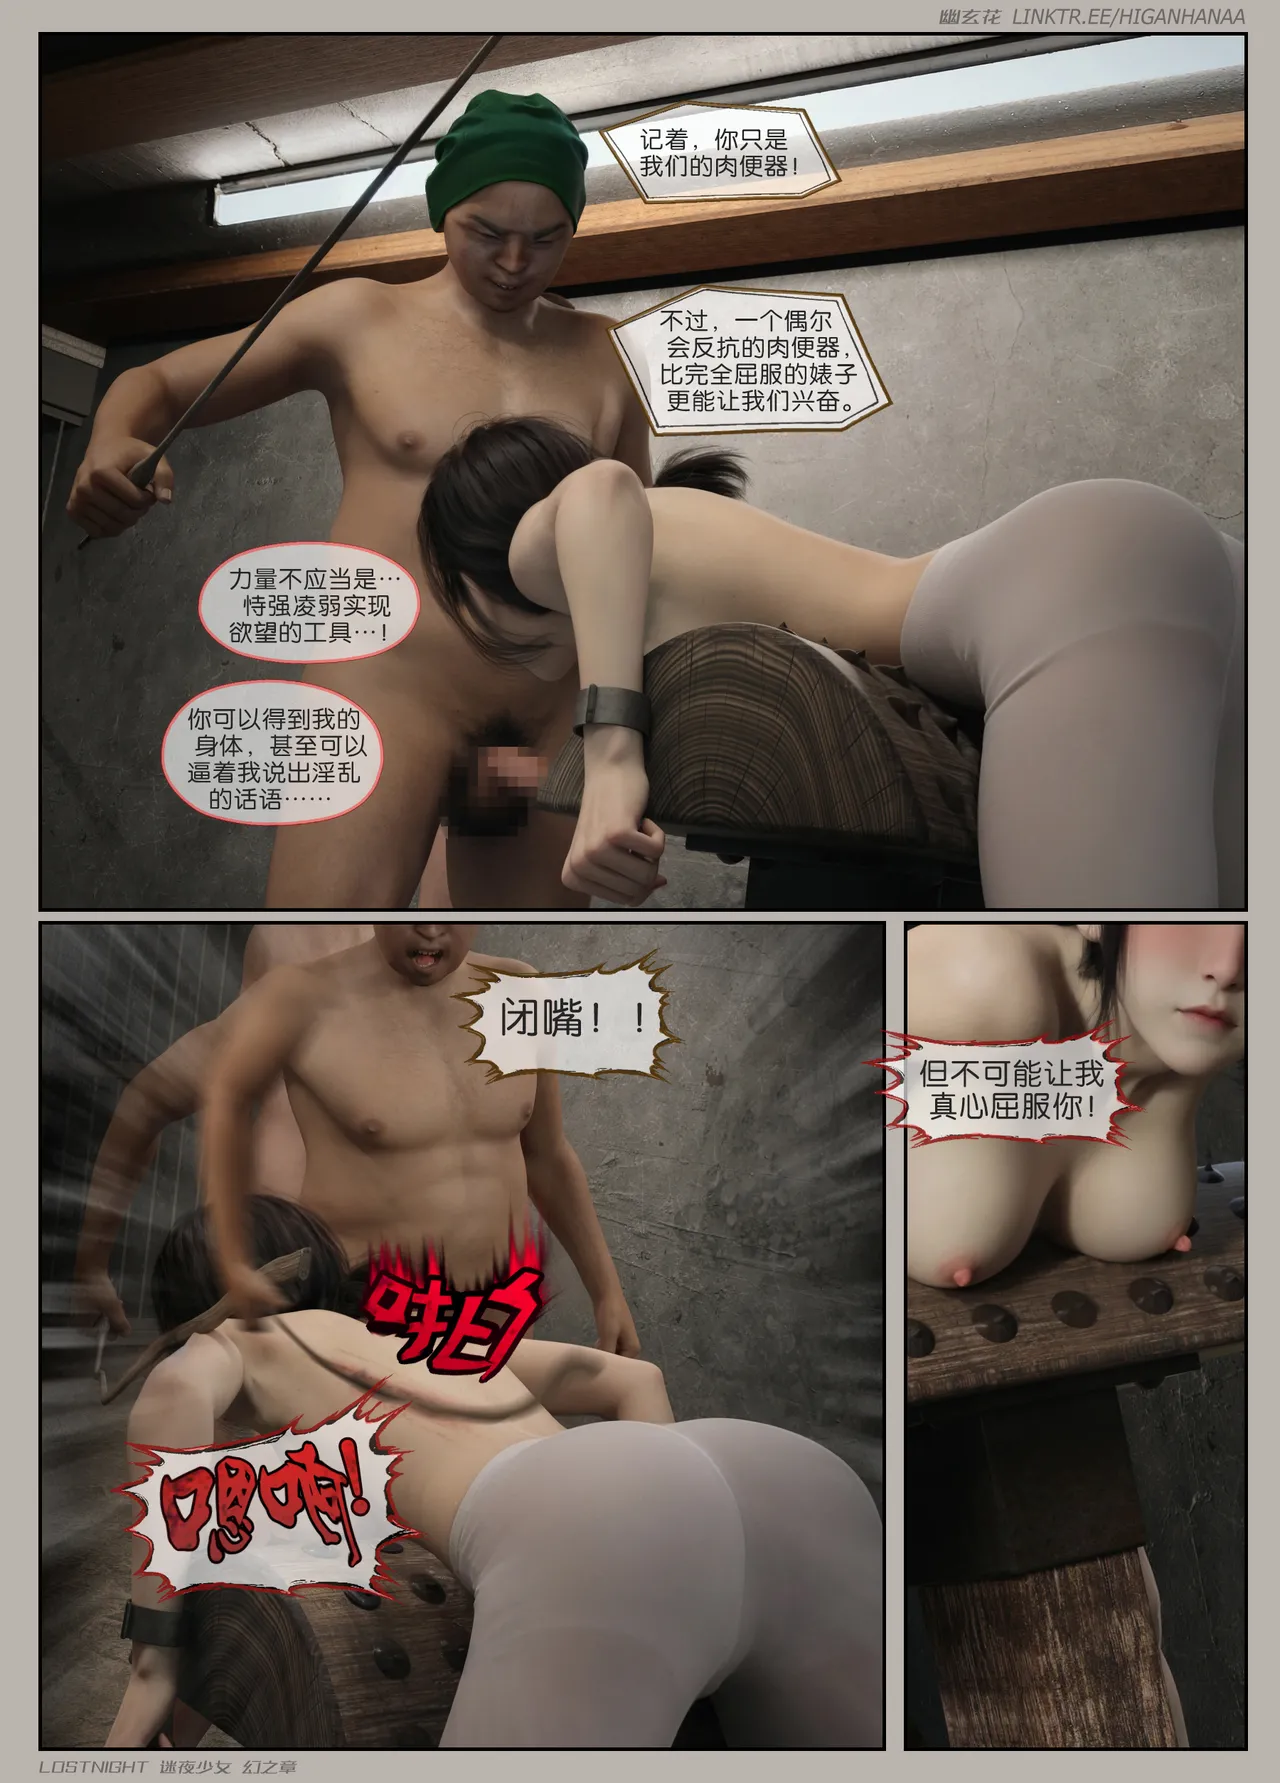 幽玄花 LINKTR.EE/HIGANHANAA
记着，你只是
我们的肉便器！
不过，一个偶尔
会反抗的肉便器，
比完全屈服的婊子
更能让我们兴奋。
力量不应当是…
恃强凌弱实现
欲望的工具…！
你可以得到我的
身体，甚至可以
逼着我说出淫乱
的话语……
闭嘴！！
但不可能让我
真心屈服你！
LOSTNIGHT 迷夜少女 幻之章